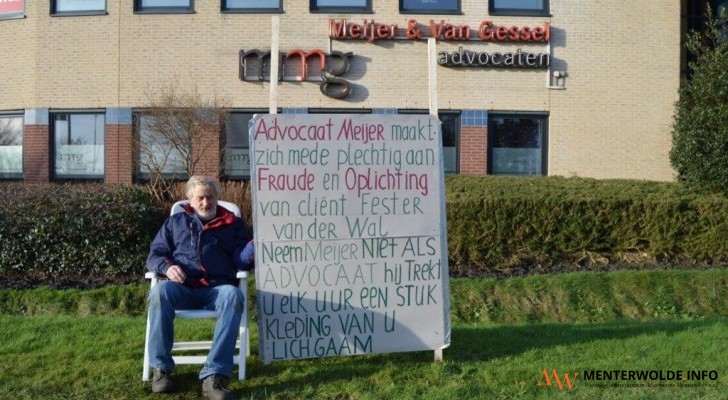 Meijer & Van Gessel
advocaten
mmg
Advocaat Meijer maakt
zich mede plechtig aan
Fraude en Oplichting
van cliënt Fester
van der Wal
Neem Meijer Niet als
ADVOCAAT hij Trekt
u elk uur een stuk
kleding van u
lichgaam
MENTERWOLDE INFO